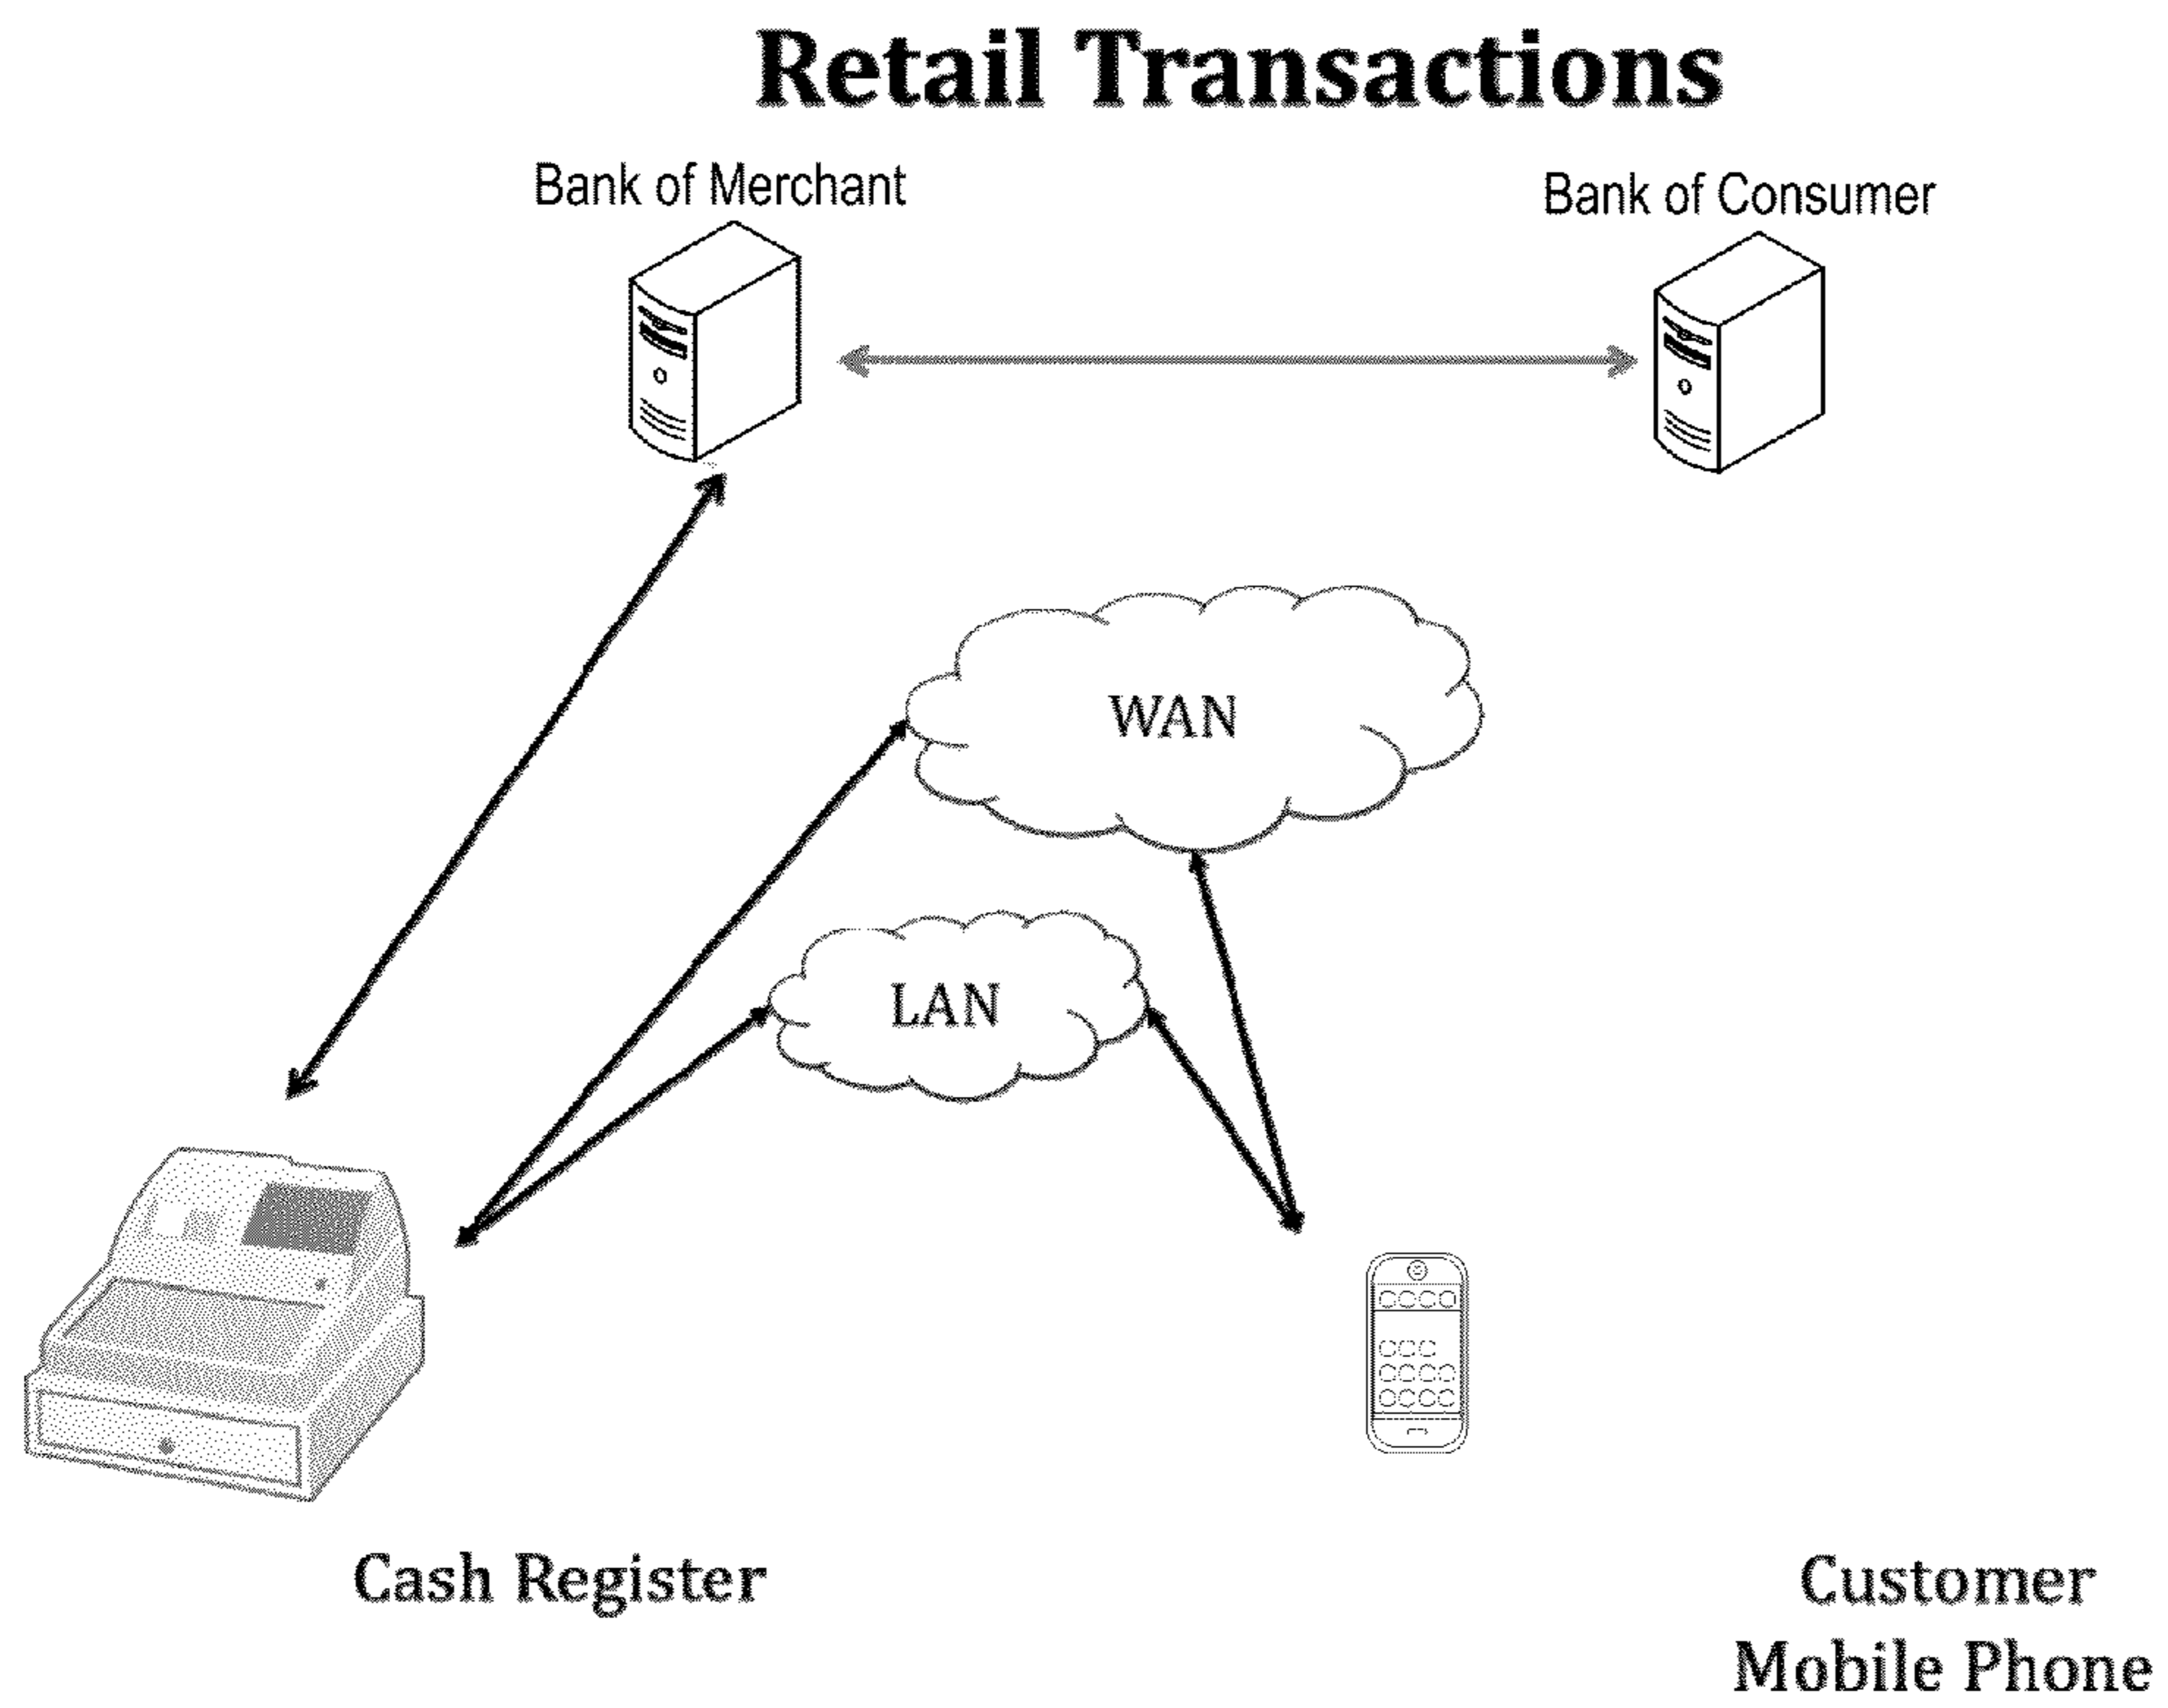 Retail Transactions
Bank of Merchant
Bank of Consumer
WAN
LAN
Cash Register
Customer
Mobile Phone